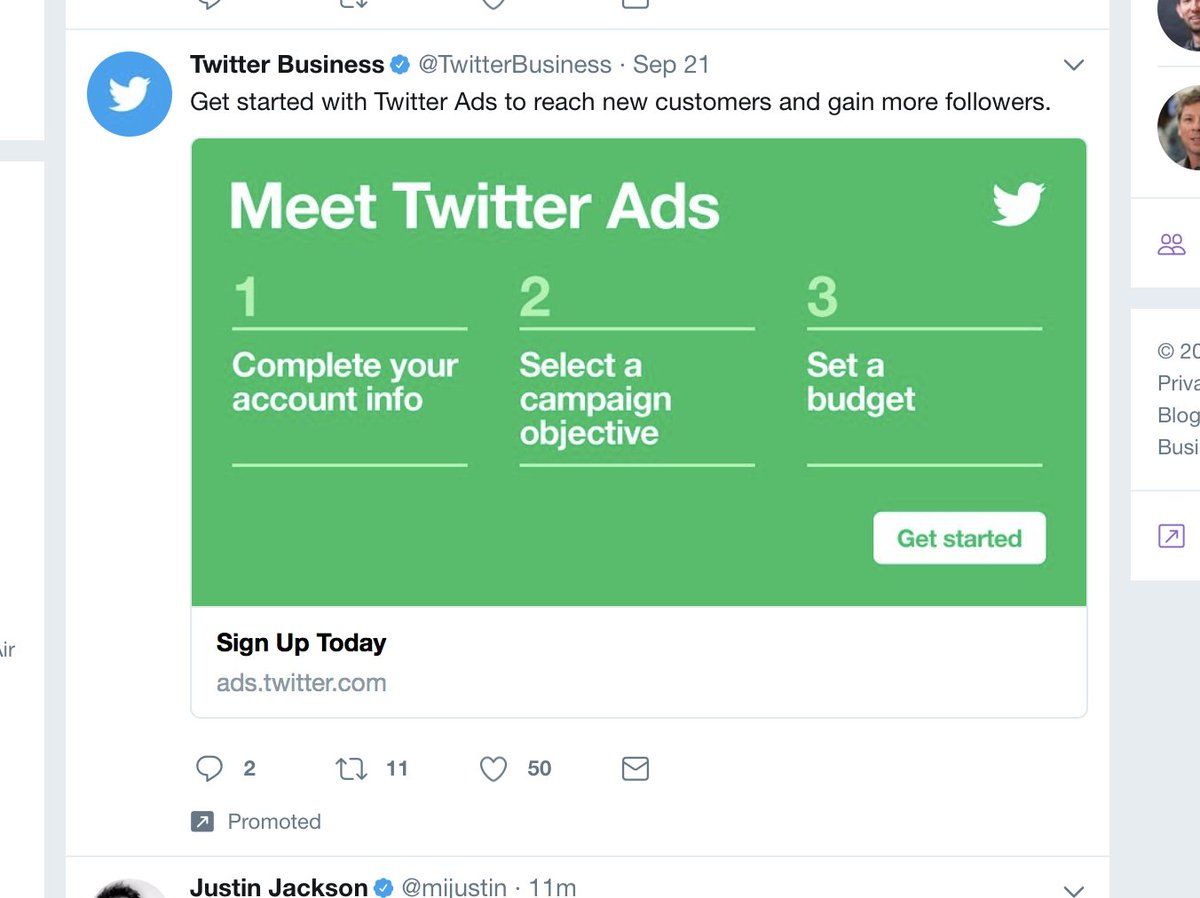 Twitter Business @TwitterBusiness · Sep 21
Get started with Twitter Ads to reach new customers and gain more followers.
Meet Twitter Ads
1
Complete your
account info
2
Select a
campaign
objective
3
Set a
budget
Get started
Sign Up Today
ads.twitter.com
2 11 50
Promoted
Justin Jackson @mijustin · 11m
© 20
Priva
Blog
Busi